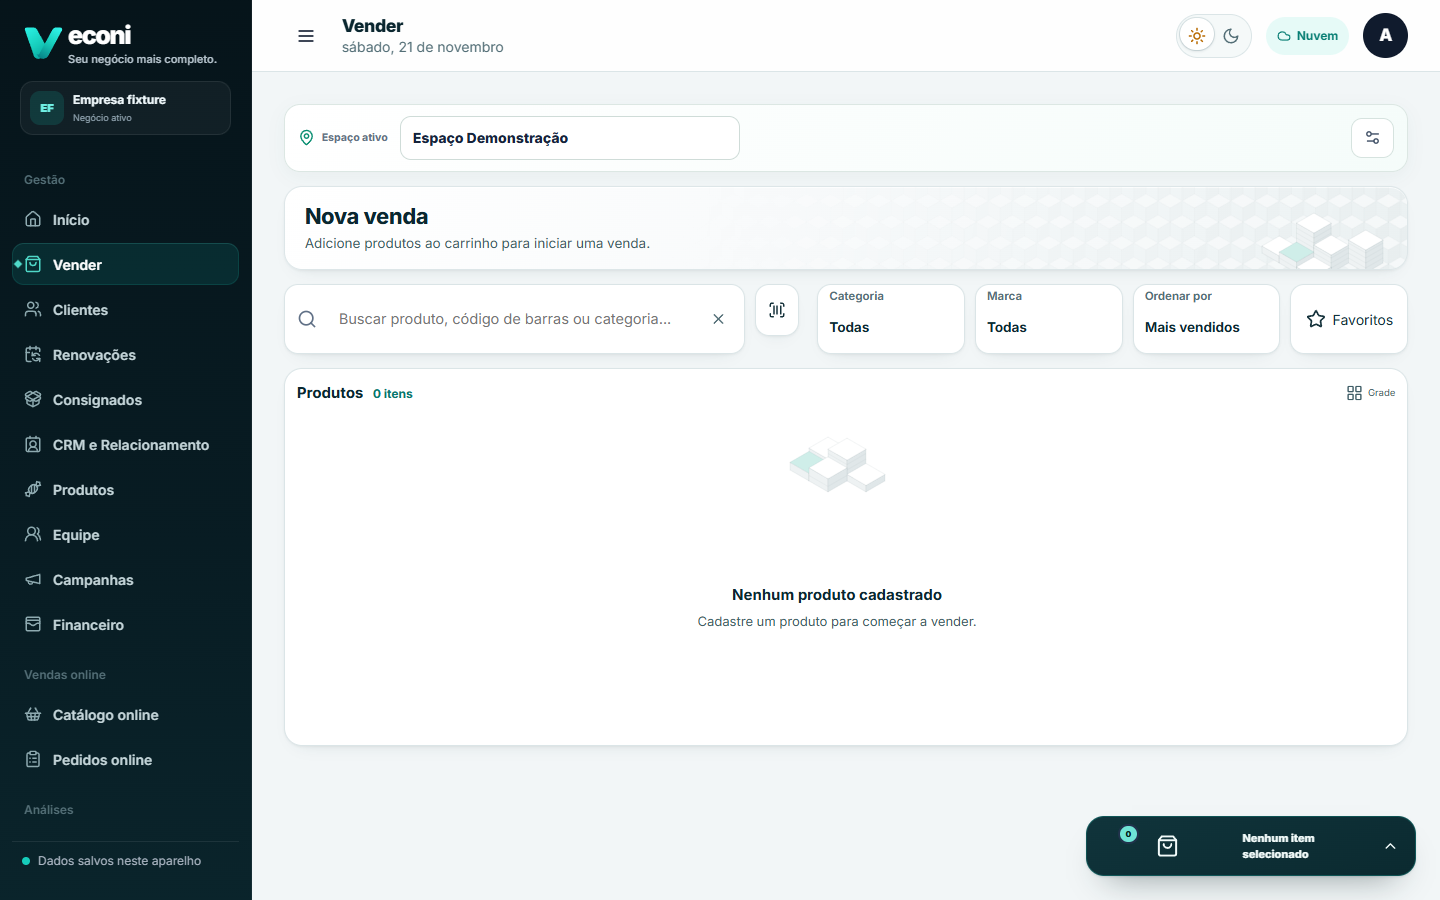 Veconi
Seu negócio mais completo.
EF
Empresa fixture
Negócio ativo
Gestão
Início
Vender
Clientes
Renovações
Consignados
CRM e Relacionamento
Produtos
Equipe
Campanhas
Financeiro
Vendas online
Catálogo online
Pedidos online
Análises
Dados salvos neste aparelho
Vender
sábado, 21 de novembro
Nuvem
A
Espaço ativo
Espaço Demonstração
Nova venda
Adicione produtos ao carrinho para iniciar uma venda.
Buscar produto, código de barras ou categoria...
Categoria
Todas
Marca
Todas
Ordenar por
Mais vendidos
Favoritos
Produtos 0 itens
Grade
Nenhum produto cadastrado
Cadastre um produto para começar a vender.
0
Nenhum item
selecionado